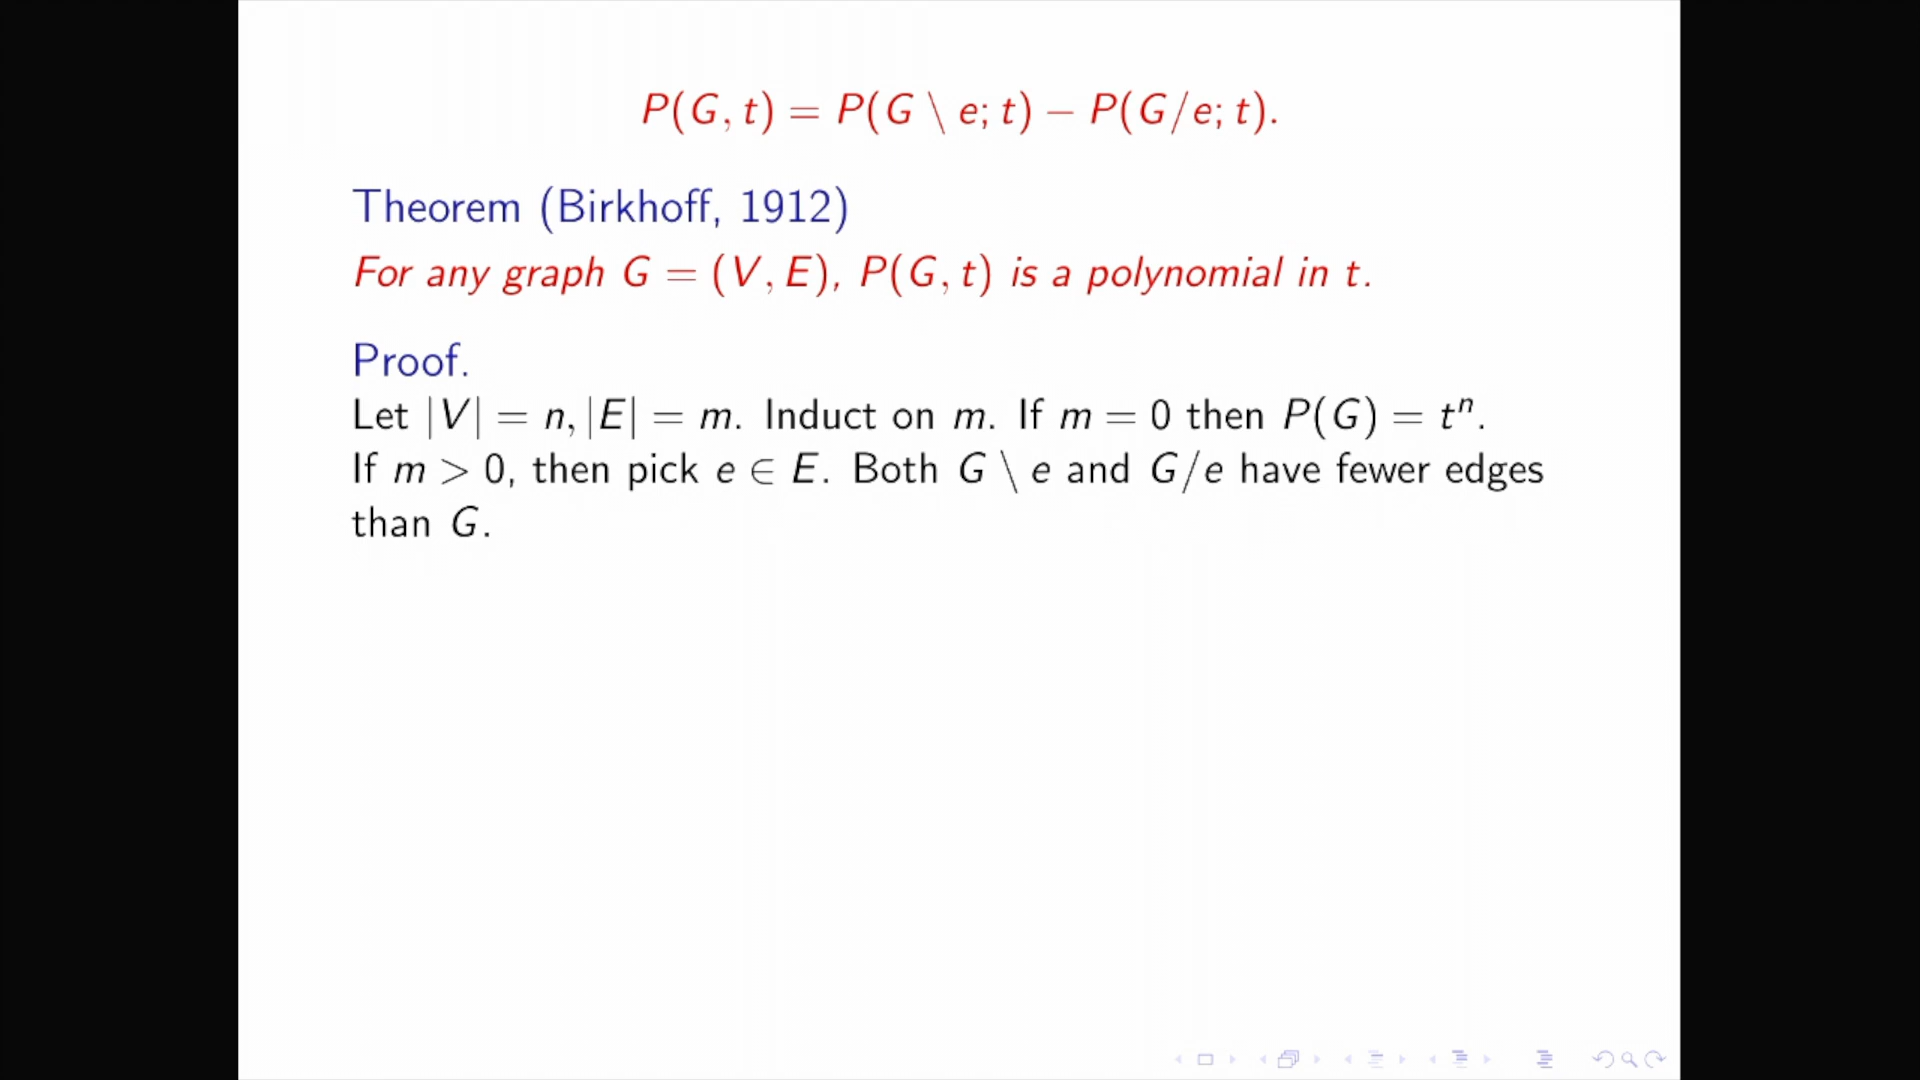 P(G, t) = P(G \ e; t) − P(G/e; t).
Theorem (Birkhoff, 1912)
For any graph G = (V, E), P(G, t) is a polynomial in t.
Proof.
Let |V| = n, |E| = m. Induct on m. If m = 0 then P(G) = tⁿ.
If m > 0, then pick e ∈ E. Both G \ e and G/e have fewer edges
than G.